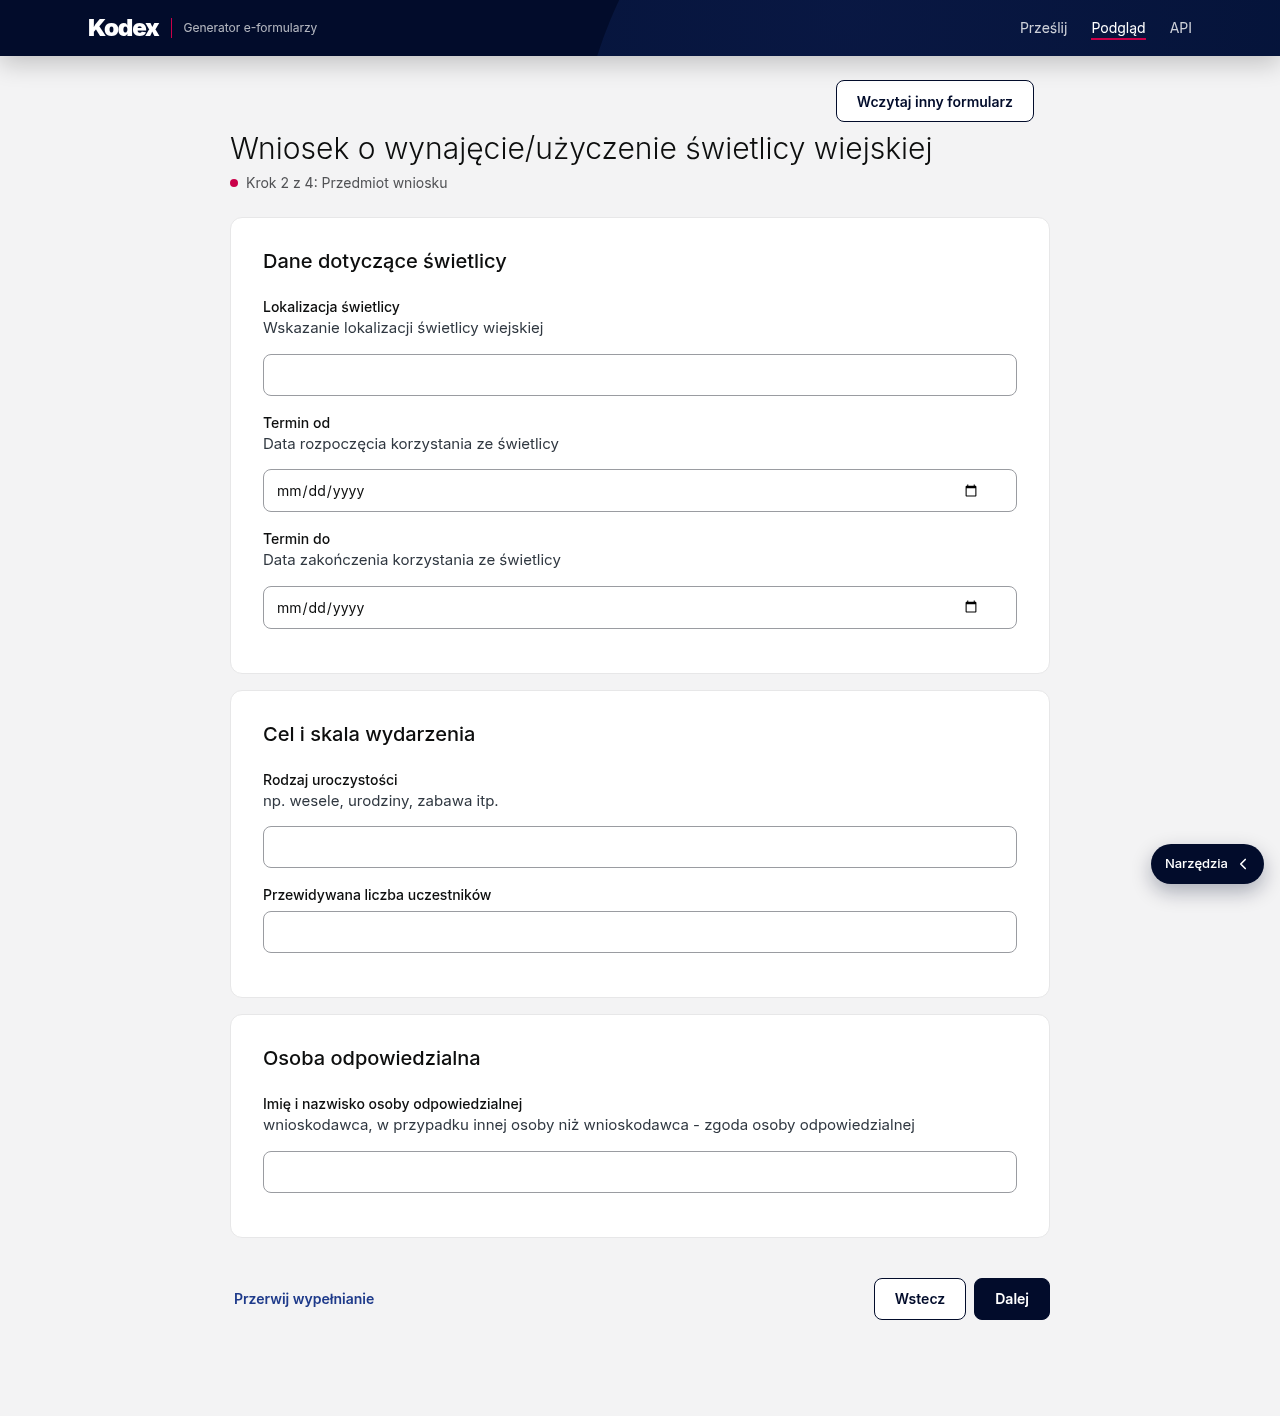 Kodex
Generator e-formularzy
Prześlij
Podgląd
API
Wczytaj inny formularz
Wniosek o wynajęcie/użyczenie świetlicy wiejskiej
Krok 2 z 4: Przedmiot wniosku
Dane dotyczące świetlicy
Lokalizacja świetlicy
Wskazanie lokalizacji świetlicy wiejskiej
Termin od
Data rozpoczęcia korzystania ze świetlicy
mm/dd/yyyy
Termin do
Data zakończenia korzystania ze świetlicy
mm/dd/yyyy
Cel i skala wydarzenia
Rodzaj uroczystości
np. wesele, urodziny, zabawa itp.
Narzędzia
Przewidywana liczba uczestników
Osoba odpowiedzialna
Imię i nazwisko osoby odpowiedzialnej
wnioskodawca, w przypadku innej osoby niż wnioskodawca - zgoda osoby odpowiedzialnej
Przerwij wypełnianie
Wstecz
Dalej